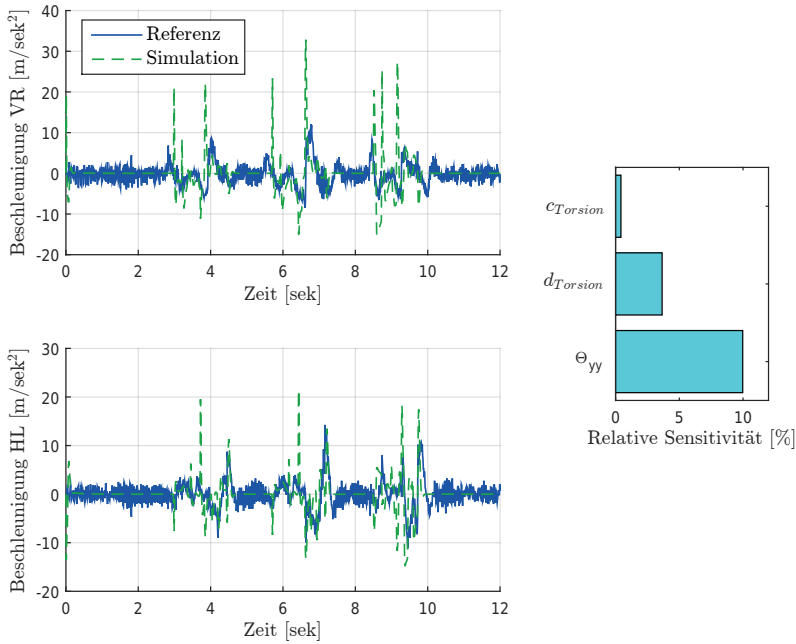 Beschleunigung VR [m/sek²]
40
30
20
10
0
-10
-20
Referenz
Simulation
0 2 4 6 8 10 12
Zeit [sek]
Beschleunigung HL [m/sek²]
30
20
10
0
-10
-20
-30
0 2 4 6 8 10 12
Zeit [sek]
c_Torsion
d_Torsion
Θ_yy
0 5 10
Relative Sensitivität [%]